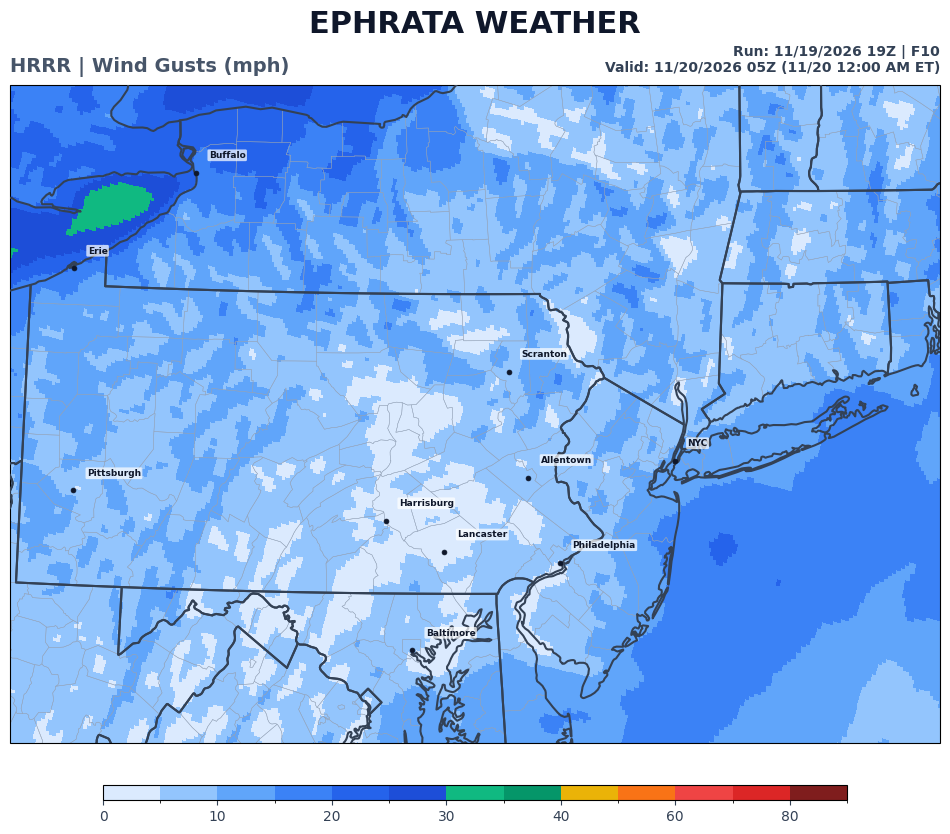 EPHRATA WEATHER
HRRR | Wind Gusts (mph)
Run: 11/19/2026 19Z | F10
Valid: 11/20/2026 05Z (11/20 12:00 AM ET)
Buffalo
Erie
Scranton
NYC
Allentown
Pittsburgh
Harrisburg
Lancaster
Philadelphia
Baltimore
0 10 20 30 40 50 60 70 80